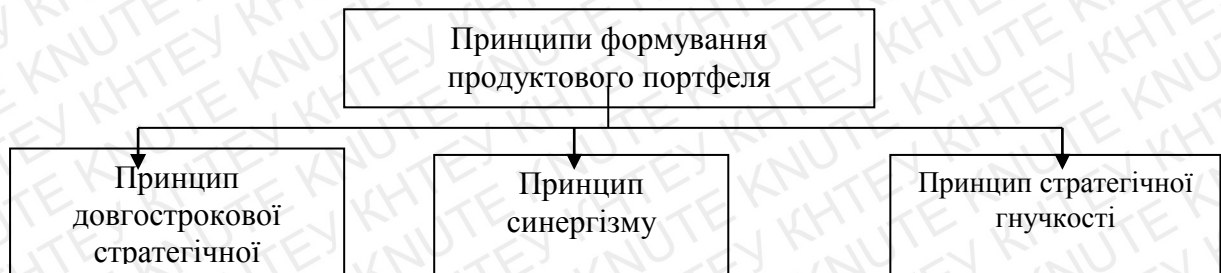 Принципи формування
продуктового портфеля
Принцип
довгострокової
стратегічної
Принцип
синергізму
Принцип стратегічної
гнучкості